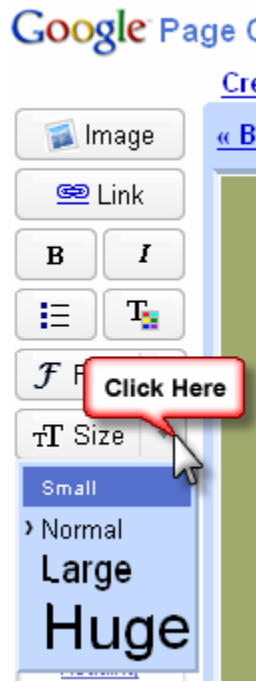 Google Page C
Cre
Image
« B
Link
B I
T
F F
Click Here
TT Size
Small
› Normal
Large
Huge